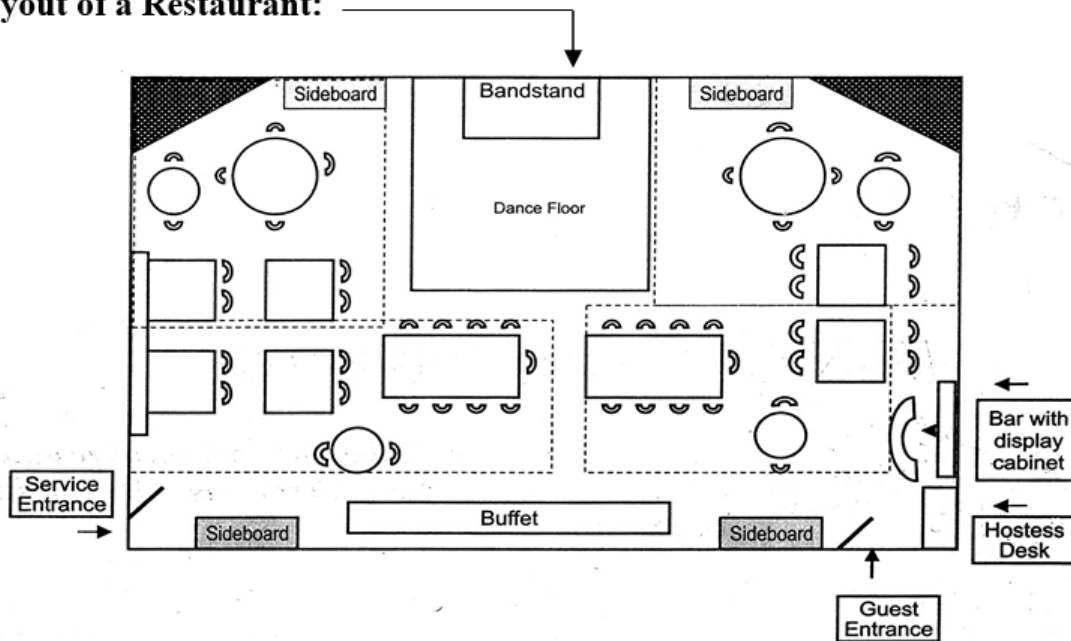 yout of a Restaurant:
Sideboard
Bandstand
Sideboard
Dance Floor
Bar with
display
cabinet
Service
Entrance
Buffet
Sideboard
Sideboard
Hostess
Desk
Guest
Entrance